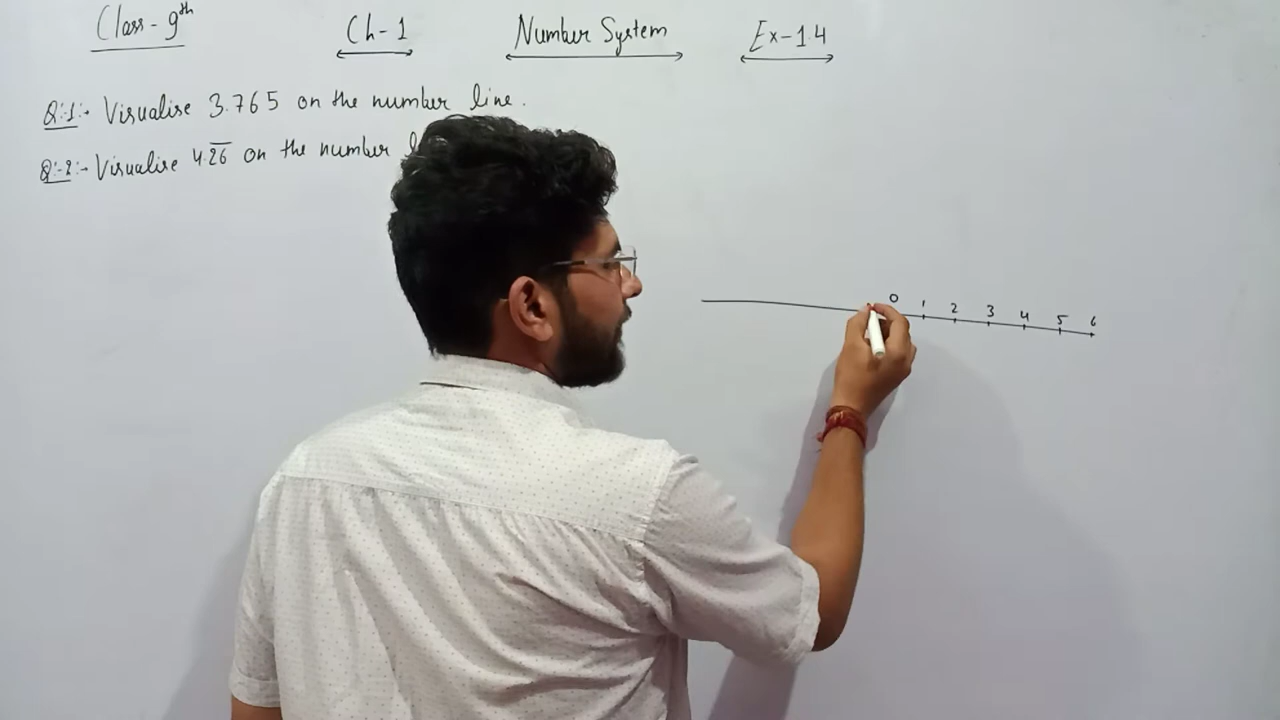 Class - 9th Ch-1 Number System Ex-1.4
Q:1:- Visualise 3.765 on the number line.
Q:-2:- Visualise 4.2̅6̅ on the number
0 1 2 3 4 5 6